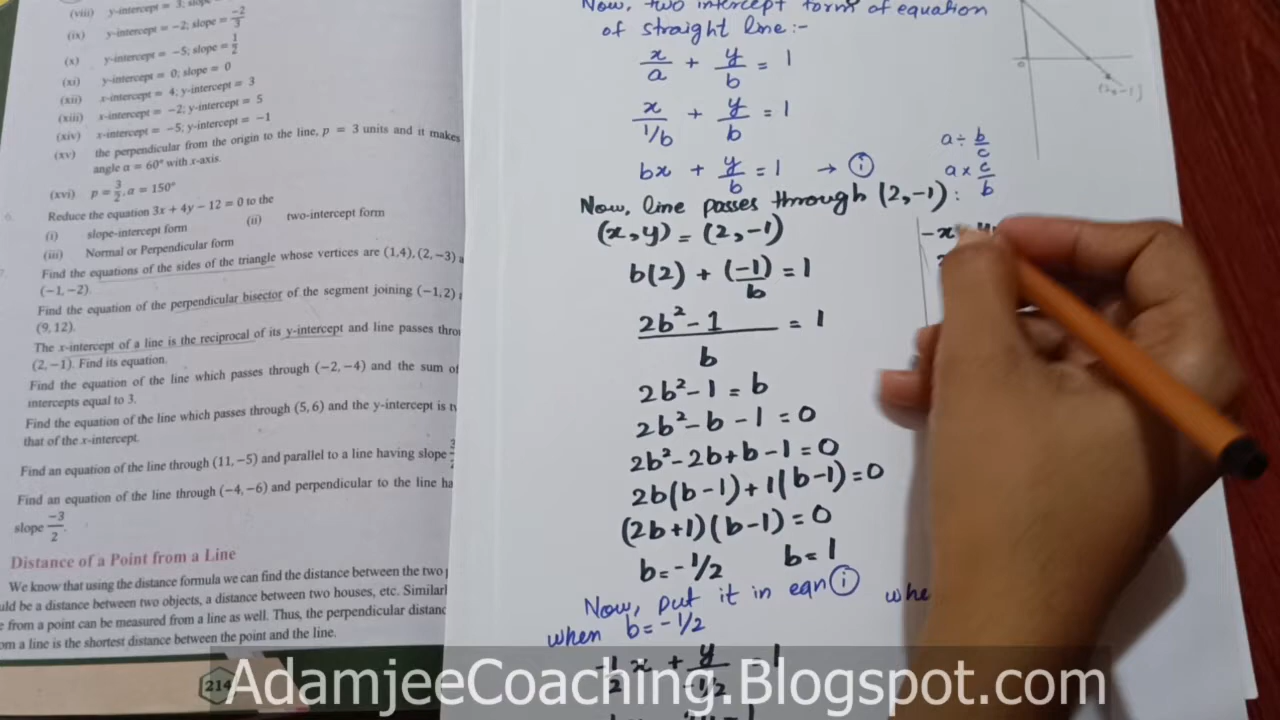 (viii) y-intercept = 3; slope
(ix) y-intercept = −2; slope = −2/3
(x) y-intercept = −5; slope = 1/2
(xi) y-intercept = 0; slope = 0
(xii) x-intercept = 4; y-intercept = 3
(xiii) x-intercept = −2; y-intercept = 5
(xiv) x-intercept = −5; y-intercept = −1
(xv) the perpendicular from the origin to the line, p = 3 units and it makes
angle α = 60° with x-axis.
(xvi) p = 3/2, α = 150°
6. Reduce the equation 3x + 4y − 12 = 0 to the
(i) slope-intercept form (ii) two-intercept form
(iii) Normal or Perpendicular form
7. Find the equations of the sides of the triangle whose vertices are (1,4), (2, −3)
(−1, −2).
Find the equation of the perpendicular bisector of the segment joining (−1,2)
(9, 12).
The x-intercept of a line is the reciprocal of its y-intercept and line passes thro
(2, −1). Find its equation.
Find the equation of the line which passes through (−2, −4) and the sum of
intercepts equal to 3.
Find the equation of the line which passes through (5, 6) and the y-intercept is
that of the x-intercept.
Find an equation of the line through (11, −5) and parallel to a line having slope
Find an equation of the line through (−4, −6) and perpendicular to the line ha
slope −3/2.
Distance of a Point from a Line
We know that using the distance formula we can find the distance between the two
uld be a distance between two objects, a distance between two houses, etc. Similarl
e from a point can be measured from a line as well. Thus, the perpendicular distanc
om a line is the shortest distance between the point and the line.
214
Now, two intercept form of equation
of straight line:-
x/a + y/b = 1
x/1/b + y/b = 1
bx + y/b = 1 → (i)
Now, line passes through (2,-1):
(x,y) = (2,-1)
b(2) + (-1)/b = 1
2b² - 1 / b = 1
2b² - 1 = b
2b² - b - 1 = 0
2b² - 2b + b - 1 = 0
2b(b-1) + 1(b-1) = 0
(2b+1)(b-1) = 0
b = -1/2 b = 1
Now, put it in eqn (i)
when b = -1/2
-1/2 x + y/-1/2 = 1
0
(2,-1)
a ÷ b/c
a × c/b
-x
whe
AdamjeeCoaching.Blogspot.com